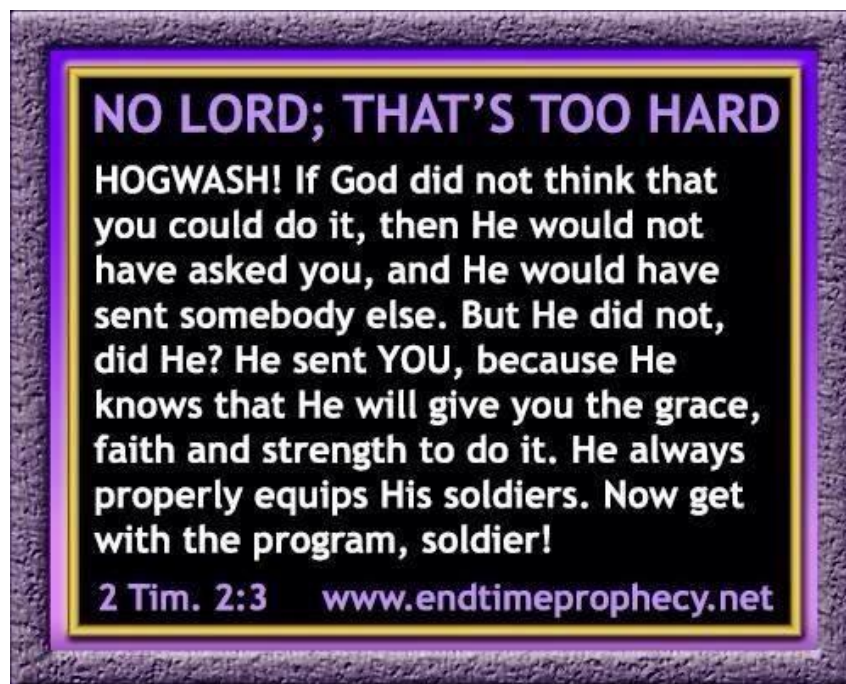 NO LORD; THAT'S TOO HARD
HOGWASH! If God did not think that
you could do it, then He would not
have asked you, and He would have
sent somebody else. But He did not,
did He? He sent YOU, because He
knows that He will give you the grace,
faith and strength to do it. He always
properly equips His soldiers. Now get
with the program, soldier!
2 Tim. 2:3 www.endtimeprophecy.net